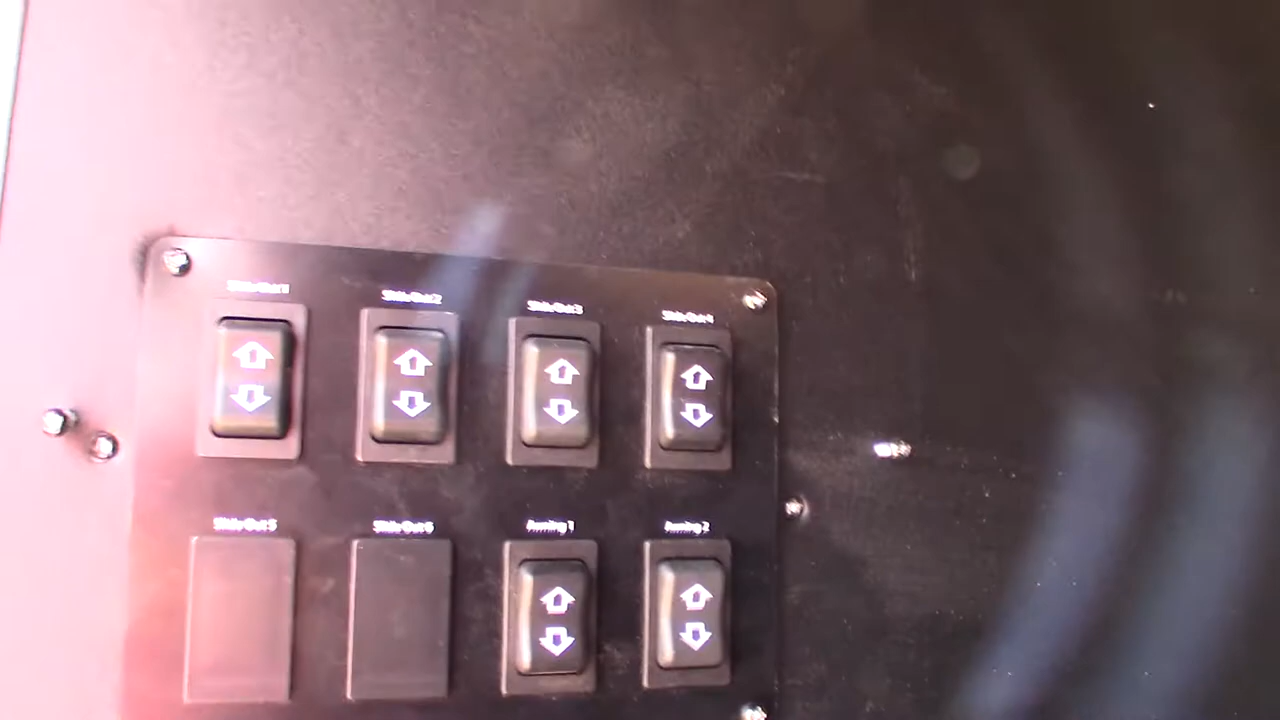 Slide Out 1
Slide Out 2
Slide Out 3
Slide Out 4
Slide Out 5
Slide Out 6
Awning 1
Awning 2